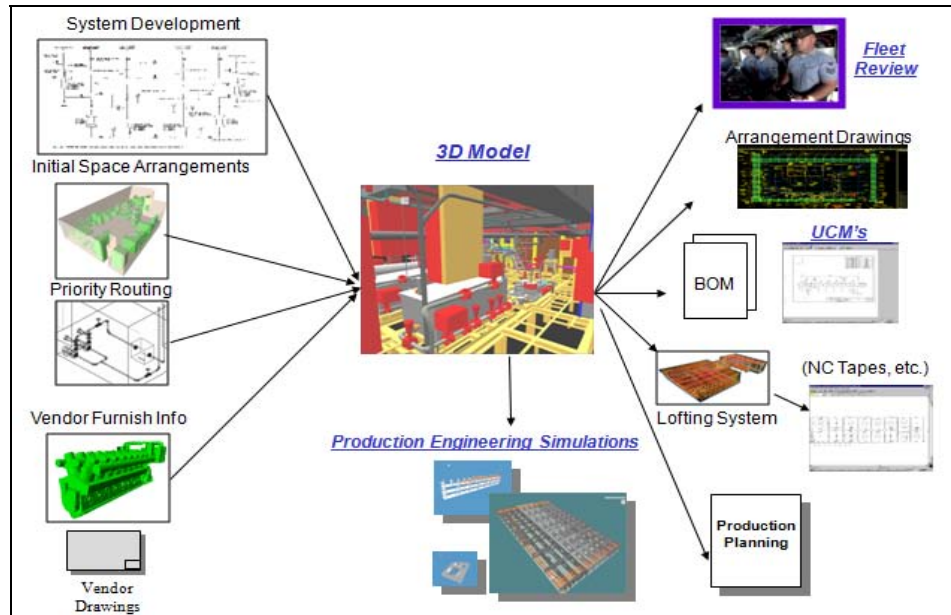 System Development
Initial Space Arrangements
Priority Routing
Vendor Furnish Info
Vendor
Drawings
3D Model
Production Engineering Simulations
Fleet
Review
Arrangement Drawings
UCM's
BOM
(NC Tapes, etc.)
Lofting System
Production
Planning